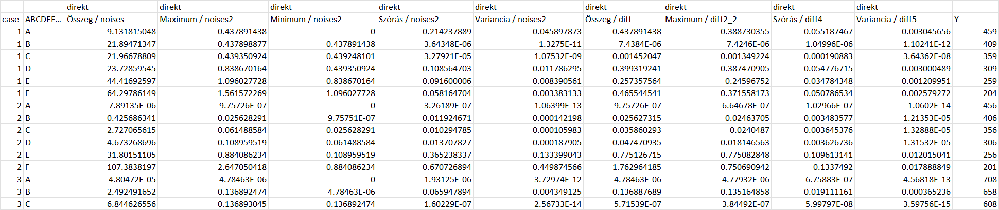 direkt direkt direkt direkt direkt direkt direkt direkt direkt
case ABCDEF... Összeg / noises Maximum / noises2 Minimum / noises2 Szórás / noises2 Variancia / noises2 Összeg / diff Maximum / diff2_2 Szórás / diff4 Variancia / diff5 Y
1 A 9.131815048 0.437891438 0 0.214237889 0.045897873 0.437891438 0.388730355 0.055187467 0.003045656 459
1 B 21.89471347 0.437898877 0.437891438 3.64348E-06 1.3275E-11 7.4384E-06 7.4246E-06 1.04996E-06 1.10241E-12 409
1 C 21.96678809 0.439350924 0.439248101 3.27921E-05 1.07532E-09 0.001452047 0.001349224 0.000190883 3.64362E-08 359
1 D 23.72859545 0.838670164 0.439350924 0.108564703 0.011786295 0.399319241 0.387470905 0.054776715 0.003000489 309
1 E 44.41692597 1.096027728 0.838670164 0.091600006 0.008390561 0.257357564 0.24596752 0.034784348 0.001209951 259
1 F 64.29786149 1.561572269 1.096027728 0.058164704 0.003383133 0.465544541 0.371558173 0.050786534 0.002579272 204
2 A 7.89135E-06 9.75726E-07 0 3.26189E-07 1.06399E-13 9.75726E-07 6.64678E-07 1.02966E-07 1.0602E-14 456
2 B 0.425686341 0.025628291 9.75751E-07 0.011924671 0.000142198 0.025627315 0.02463705 0.003483577 1.21353E-05 406
2 C 2.727065615 0.061488584 0.025628291 0.010294785 0.000105983 0.035860293 0.0240487 0.003645376 1.32888E-05 356
2 D 4.673268696 0.108959519 0.061488584 0.013707827 0.000187905 0.047470935 0.018146563 0.003626736 1.31532E-05 306
2 E 31.80151105 0.884086234 0.108959519 0.365238337 0.133399043 0.775126715 0.775082848 0.109613141 0.012015041 256
2 F 107.3838197 2.647050418 0.884086234 0.670726894 0.449874566 1.762964185 0.750690942 0.1337492 0.017888849 201
3 A 4.80472E-05 4.78463E-06 0 1.93125E-06 3.72974E-12 4.78463E-06 4.77932E-06 6.75883E-07 4.56818E-13 708
3 B 2.492491652 0.136892474 4.78463E-06 0.065947894 0.004349125 0.136887689 0.135164858 0.019111161 0.000365236 658
3 C 6.844626556 0.136893045 0.136892474 1.60229E-07 2.56733E-14 5.71539E-07 3.84492E-07 5.99797E-08 3.59756E-15 608